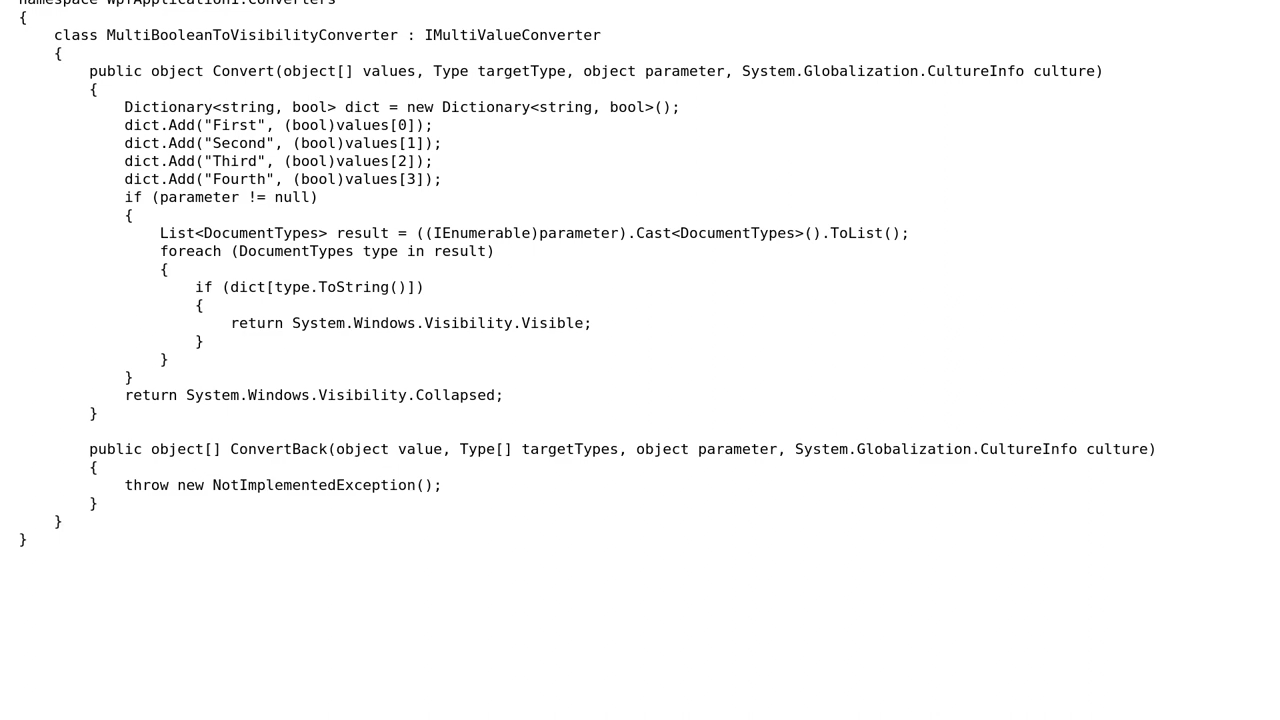 namespace WpfApplication1.Converters
{
    class MultiBooleanToVisibilityConverter : IMultiValueConverter
    {
        public object Convert(object[] values, Type targetType, object parameter, System.Globalization.CultureInfo culture)
        {
            Dictionary<string, bool> dict = new Dictionary<string, bool>();
            dict.Add("First", (bool)values[0]);
            dict.Add("Second", (bool)values[1]);
            dict.Add("Third", (bool)values[2]);
            dict.Add("Fourth", (bool)values[3]);
            if (parameter != null)
            {
                List<DocumentTypes> result = ((IEnumerable)parameter).Cast<DocumentTypes>().ToList();
                foreach (DocumentTypes type in result)
                {
                    if (dict[type.ToString()])
                    {
                        return System.Windows.Visibility.Visible;
                    }
                }
            }
            return System.Windows.Visibility.Collapsed;
        }

        public object[] ConvertBack(object value, Type[] targetTypes, object parameter, System.Globalization.CultureInfo culture)
        {
            throw new NotImplementedException();
        }
    }
}